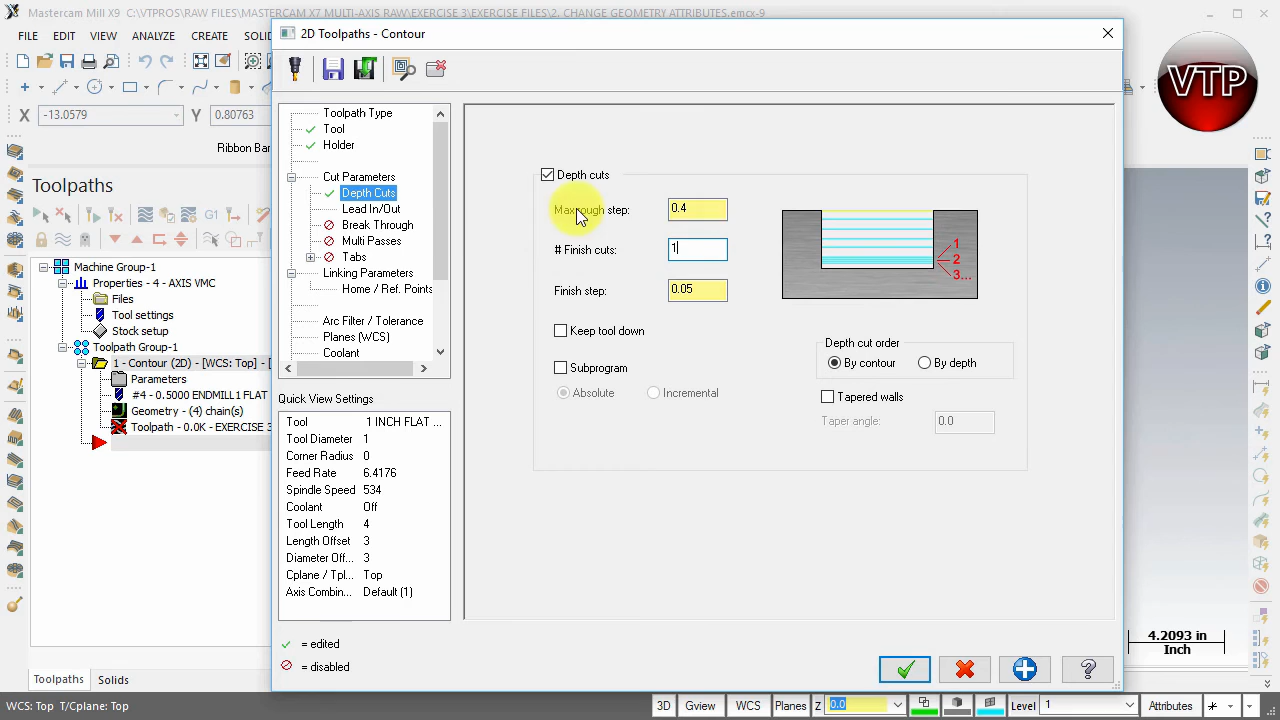 Mastercam Mill X9 C:\VTPROS\RAW FILES\MASTERCAM X7 MULTI-AXIS RAW\EXERCISE 3\EXERCISE FILES\2. CHANGE GEOMETRY ATTRIBUTES.emcx-9
FILE EDIT VIEW ANALYZE CREATE SOLI
2D Toolpaths - Contour
VTP
X -13.0579 Y 0.80763
Ribbon Bar
Toolpaths
G1
Machine Group-1
Properties - 4 - AXIS VMC
Files
Tool settings
Stock setup
Toolpath Group-1
1 - Contour (2D) - [WCS: Top] - [
Parameters
#4 - 0.5000 ENDMILL1 FLAT
Geometry - (4) chain(s)
Toolpath - 0.0K - EXERCISE 3
Toolpaths Solids
Toolpath Type
Tool
Holder
Cut Parameters
Depth Cuts
Lead In/Out
Break Through
Multi Passes
Tabs
Linking Parameters
Home / Ref. Points
Arc Filter / Tolerance
Planes (WCS)
Coolant
Quick View Settings
Tool 1 INCH FLAT ...
Tool Diameter 1
Corner Radius 0
Feed Rate 6.4176
Spindle Speed 534
Coolant Off
Tool Length 4
Length Offset 3
Diameter Off... 3
Cplane / Tpl... Top
Axis Combin... Default (1)
= edited
= disabled
Depth cuts
Max rough step: 0.4
# Finish cuts: 1
Finish step: 0.05
Keep tool down
Subprogram
Absolute Incremental
1
2
3...
Depth cut order
By contour By depth
Tapered walls
Taper angle: 0.0
4.2093 in
Inch
WCS: Top T/Cplane: Top 3D Gview WCS Planes Z 0.0 Level 1 Attributes